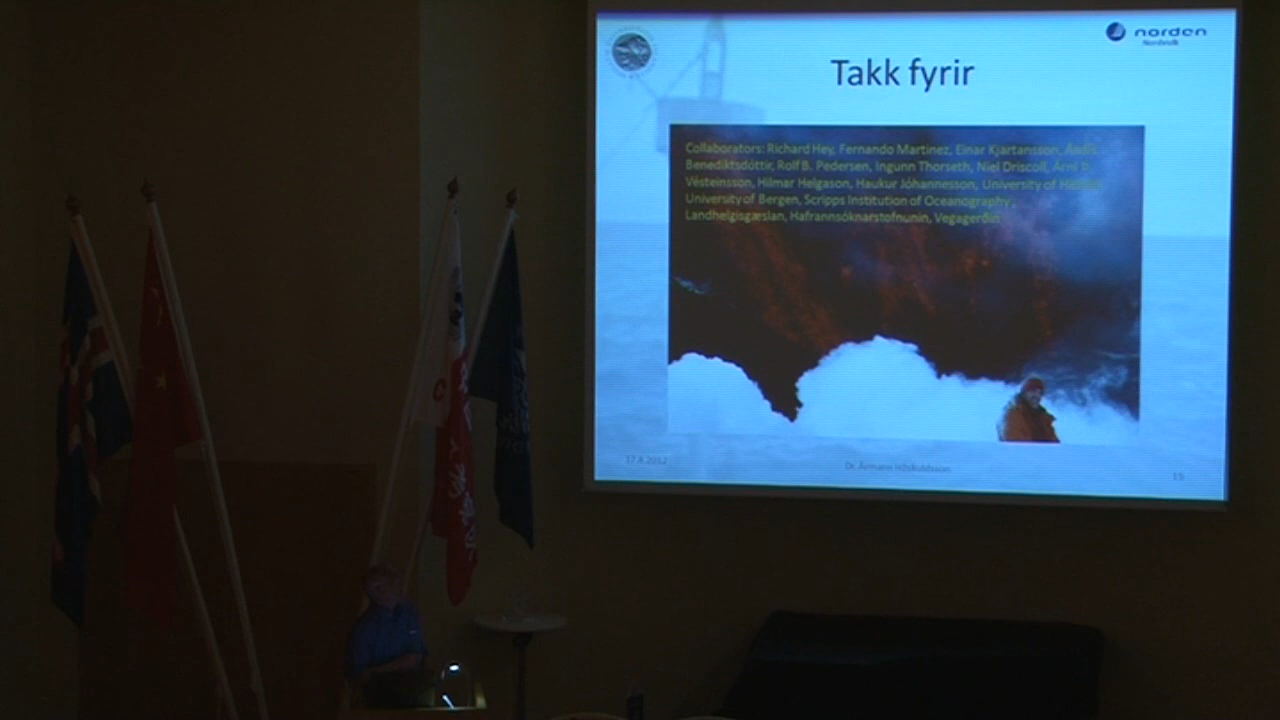 norden
Nordvulk
Takk fyrir
Collaborators: Richard Hey, Fernando Martinez, Einar Kjartansson, Ásdís
Benediktsdóttir, Rolf B. Pedersen, Ingunn Thorseth, Niel Driscoll, Árni Þ.
Vésteinsson, Hilmar Helgason, Haukur Jóhannesson, University of
University of Bergen, Scripps Institution of Oceanography,
Landhelgisgæslan, Hafrannsóknarstofnunin, Vegagerðin
17.8.2012
Dr. Ármann Höskuldsson
15